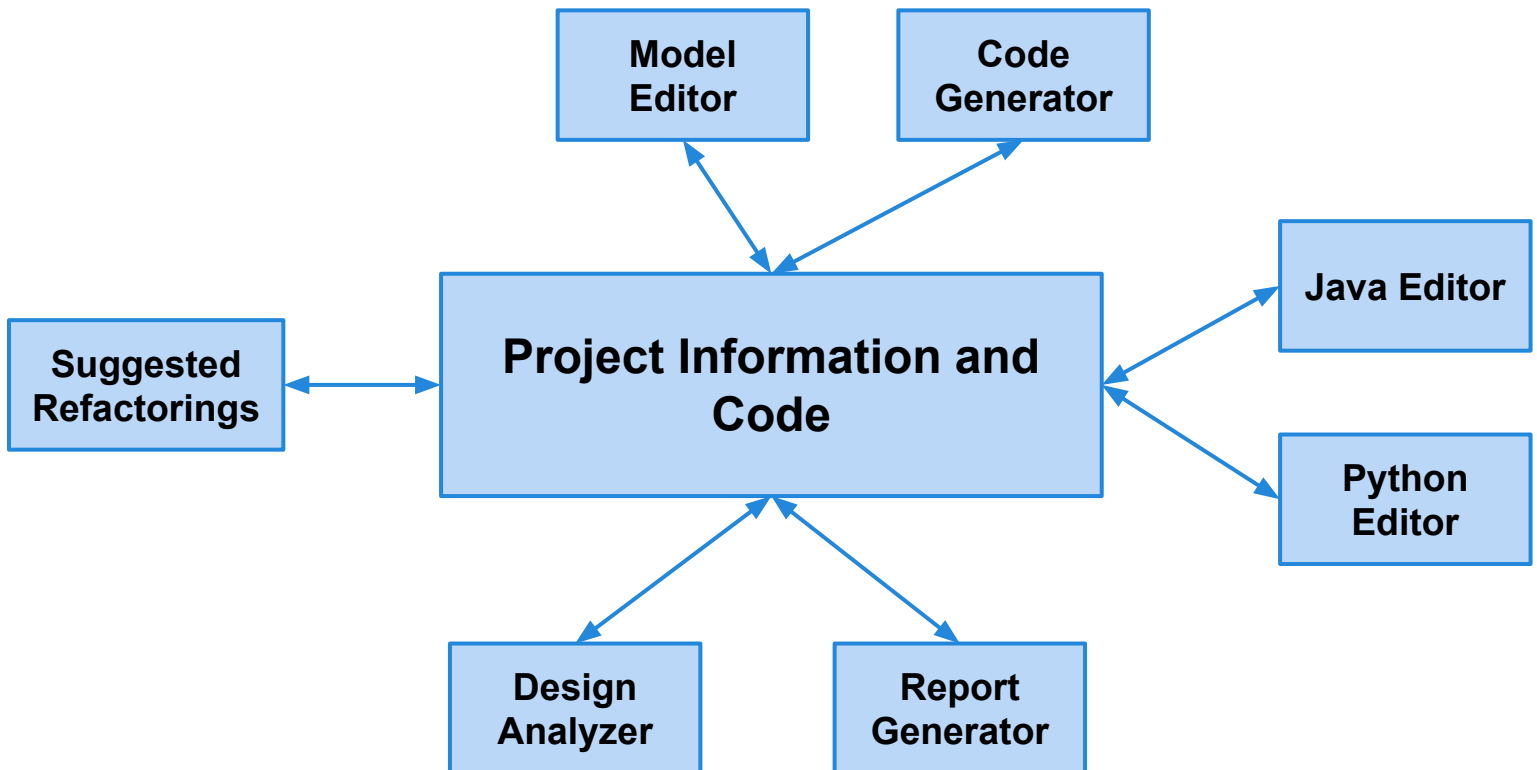 Model
Editor
Code
Generator
Java Editor
Suggested
Refactorings
Project Information and
Code
Python
Editor
Design
Analyzer
Report
Generator